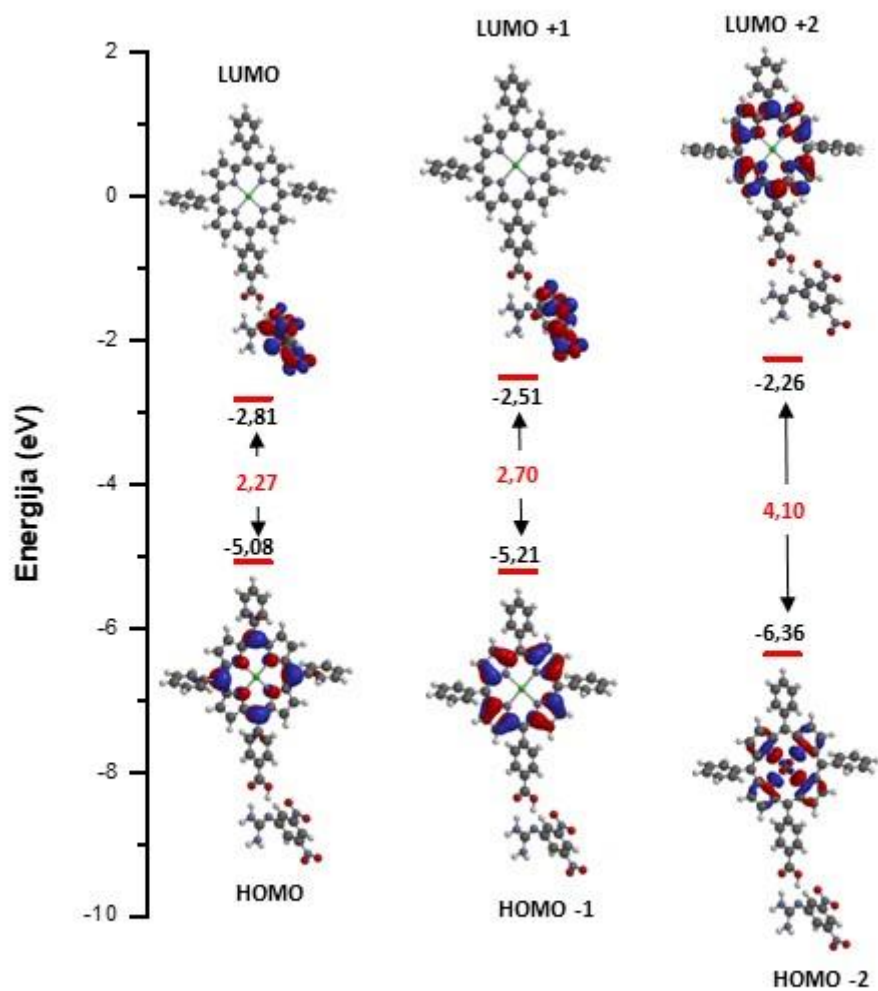 LUMO
LUMO +1
LUMO +2
Energija (eV)
2
0
-2
-4
-6
-8
-10
-2,81
-2,51
-2,26
2,27
2,70
4,10
-5,08
-5,21
-6,36
HOMO
HOMO -1
HOMO -2